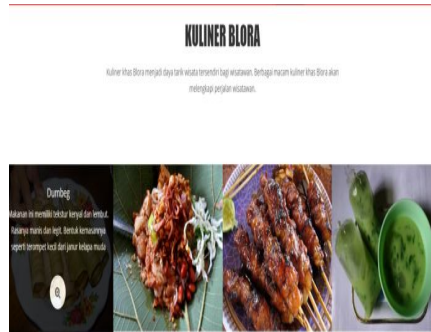 KULINER BLORA
Kuliner khas Blora menjadi daya tarik wisata tersendiri bagi wisatawan. Berbagai macam kuliner khas Blora akan
melengkapi perjalan wisatawan.
Dumbeg
Makanan Ini memiliki tekstur kenyal dan lembut.
Rasanya manis dan legit. Bentuk kemasannya
seperti terompet kecil dari janur kelapa muda